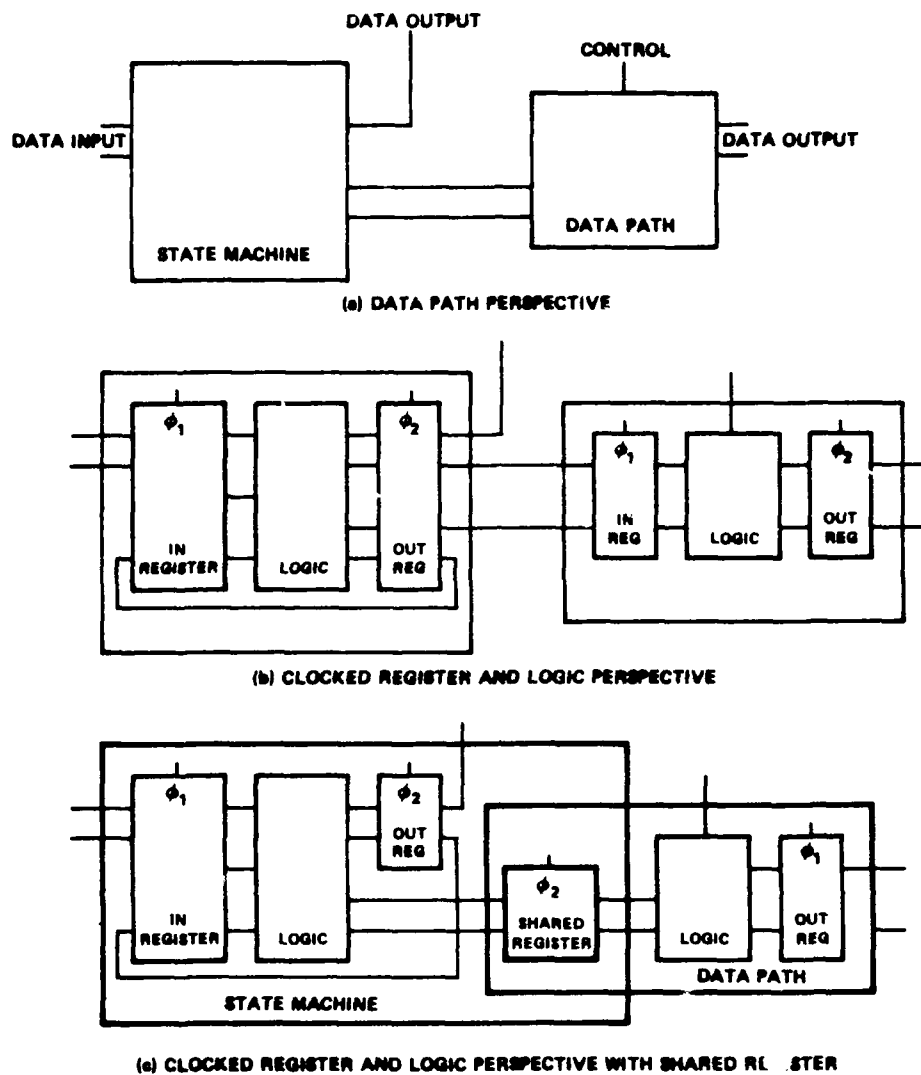 DATA OUTPUT
CONTROL
DATA INPUT
DATA OUTPUT
STATE MACHINE
DATA PATH
(a) DATA PATH PERSPECTIVE
ϕ1
ϕ2
ϕ1
ϕ2
IN REGISTER
LOGIC
OUT REG
IN REG
LOGIC
OUT REG
(b) CLOCKED REGISTER AND LOGIC PERSPECTIVE
ϕ1
ϕ2
OUT REG
ϕ1
ϕ2
SHARED REGISTER
IN REGISTER
LOGIC
LOGIC
OUT REG
DATA PATH
STATE MACHINE
(c) CLOCKED REGISTER AND LOGIC PERSPECTIVE WITH SHARED